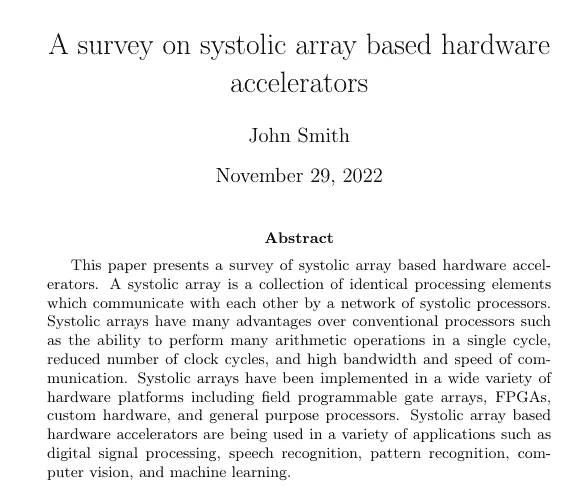 A survey on systolic array based hardware
accelerators
John Smith
November 29, 2022
Abstract
This paper presents a survey of systolic array based hardware accel-
erators. A systolic array is a collection of identical processing elements
which communicate with each other by a network of systolic processors.
Systolic arrays have many advantages over conventional processors such
as the ability to perform many arithmetic operations in a single cycle,
reduced number of clock cycles, and high bandwidth and speed of com-
munication. Systolic arrays have been implemented in a wide variety of
hardware platforms including field programmable gate arrays, FPGAs,
custom hardware, and general purpose processors. Systolic array based
hardware accelerators are being used in a variety of applications such as
digital signal processing, speech recognition, pattern recognition, com-
puter vision, and machine learning.